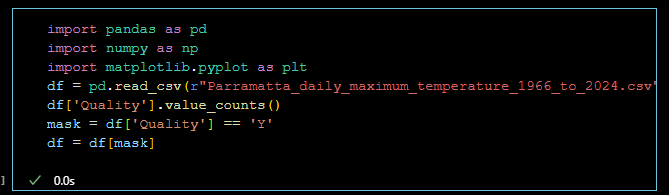 import pandas as pd
import numpy as np
import matplotlib.pyplot as plt
df = pd.read_csv(r"Parramatta_daily_maximum_temperature_1966_to_2024.csv"
df['Quality'].value_counts()
mask = df['Quality'] == 'Y'
df = df[mask]
] ✓ 0.0s